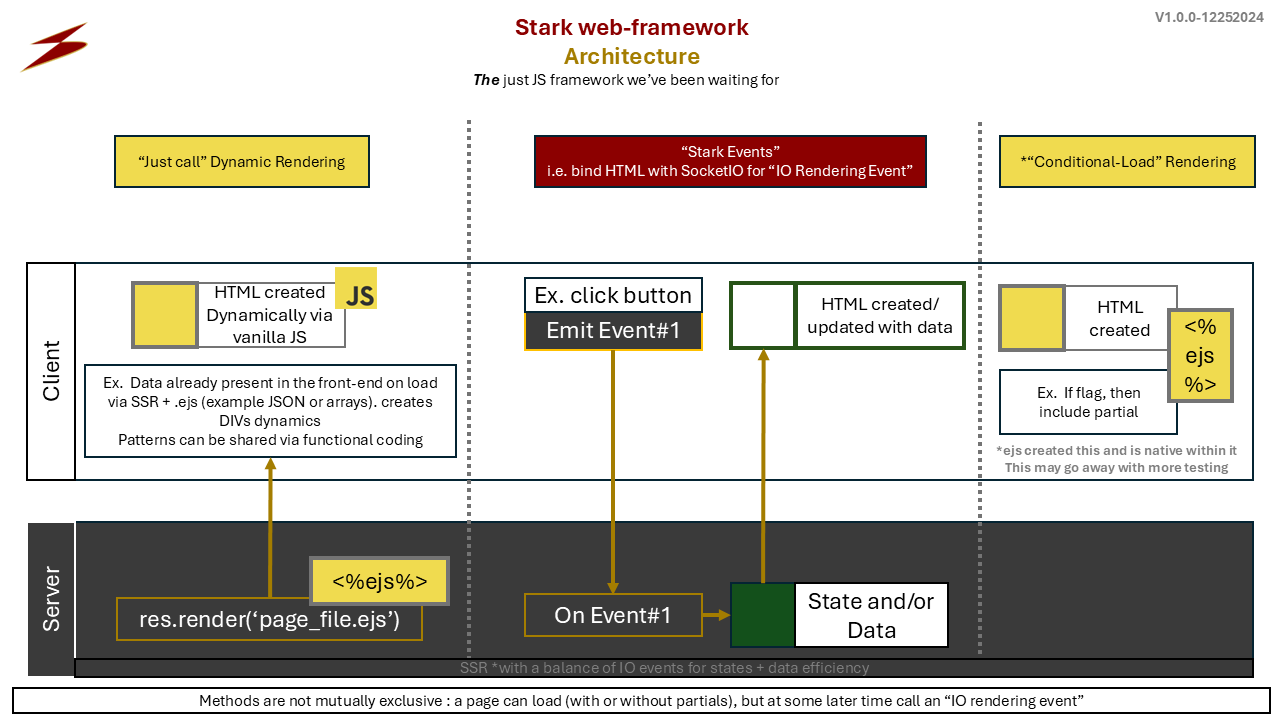 V1.0.0-12252024
Stark web-framework
Architecture
The just JS framework we’ve been waiting for
“Just call” Dynamic Rendering
“Stark Events”
i.e. bind HTML with SocketIO for “IO Rendering Event”
*“Conditional-Load” Rendering
Client
HTML created
Dynamically via
vanilla JS
JS
Ex. Data already present in the front-end on load
via SSR + .ejs (example JSON or arrays). creates
DIVs dynamics
Patterns can be shared via functional coding
Ex. click button
Emit Event#1
HTML created/
updated with data
HTML
created
<%
ejs
%>
Ex. If flag, then
include partial
*ejs created this and is native within it
This may go away with more testing
Server
<%ejs%>
res.render(‘page_file.ejs’)
On Event#1
State and/or
Data
SSR *with a balance of IO events for states + data efficiency
Methods are not mutually exclusive : a page can load (with or without partials), but at some later time call an “IO rendering event”